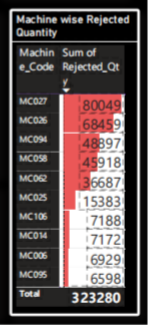 Machine wise Rejected
Quantity
Machin Sum of
e_Code Rejected_Qt
y
MC027 80049
MC026 68459
MC094 48897
MC058 45918
MC062 36687
MC025 15383
MC106 7188
MC014 7172
MC006 6929
MC095 6598
Total 323280